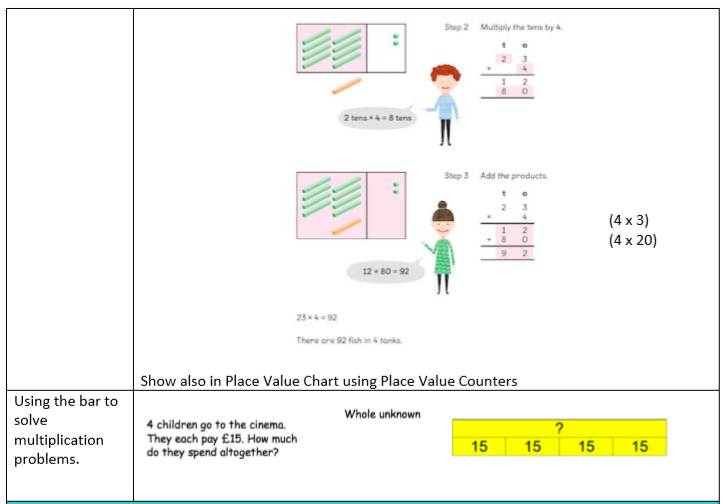 Step 2 Multiply the tens by 4.
t o
2 3
× 4
1 2
8 0
2 tens × 4 = 8 tens
Step 3 Add the products.
t o
2 3
× 4
1 2
+ 8 0
9 2
(4 x 3)
(4 x 20)
12 + 80 = 92
23 × 4 = 92
There are 92 fish in 4 tanks.
Show also in Place Value Chart using Place Value Counters
Using the bar to
solve
multiplication
problems.
4 children go to the cinema.
They each pay £15. How much
do they spend altogether?
Whole unknown
?
15 15 15 15